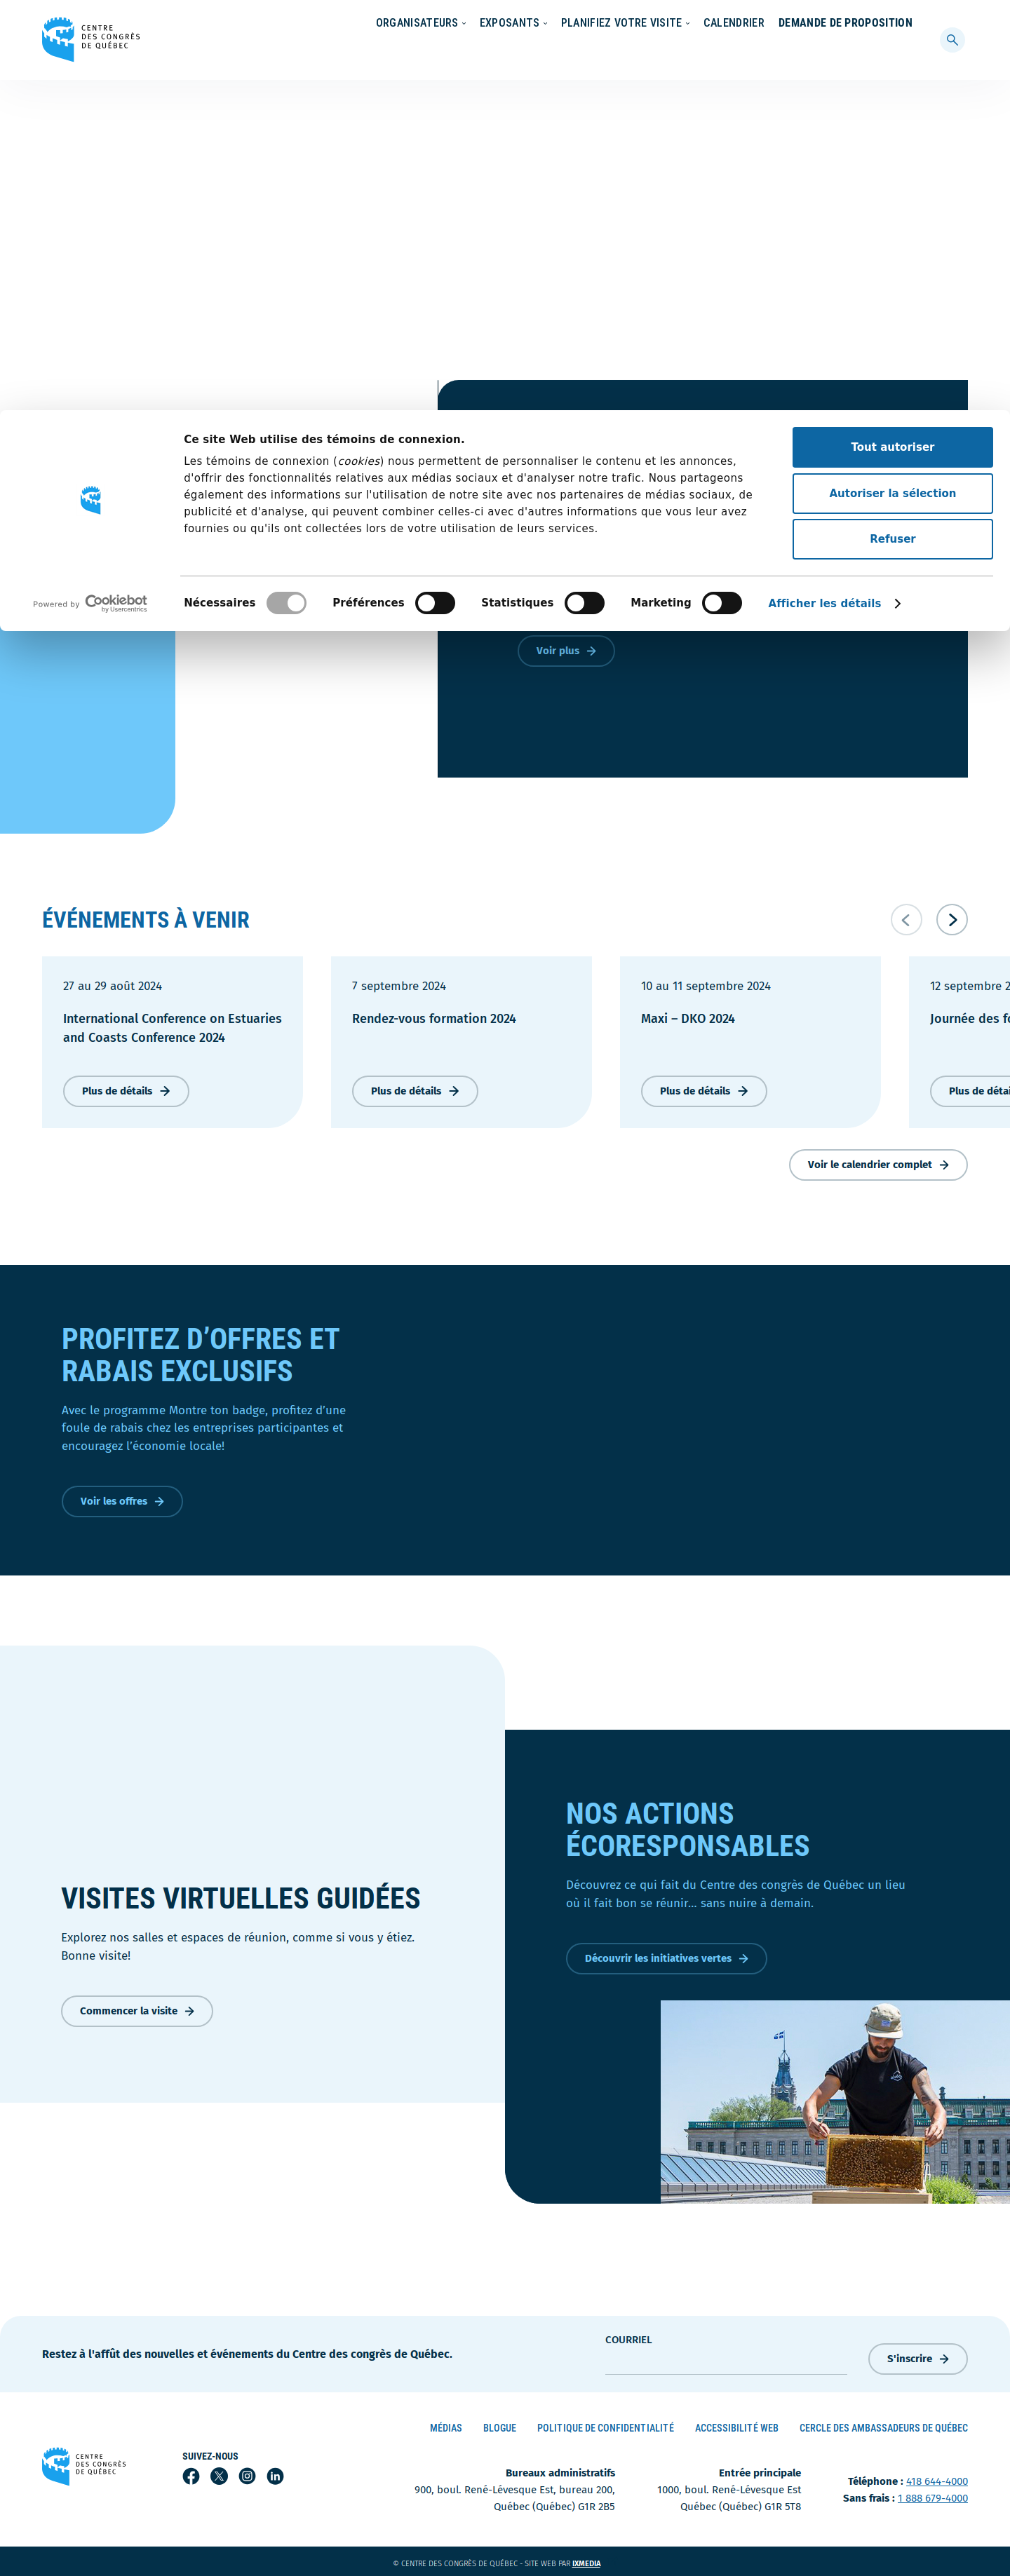 CENTRE
DES CONGRÈS
DE QUÉBEC
ORGANISATEURS
EXPOSANTS
PLANIFIEZ VOTRE VISITE
CALENDRIER
DEMANDE DE PROPOSITION
Ce site Web utilise des témoins de connexion.
Les témoins de connexion (cookies) nous permettent de personnaliser le contenu et les annonces,
d'offrir des fonctionnalités relatives aux médias sociaux et d'analyser notre trafic. Nous partageons
également des informations sur l'utilisation de notre site avec nos partenaires de médias sociaux, de
publicité et d'analyse, qui peuvent combiner celles-ci avec d'autres informations que vous leur avez
fournies ou qu'ils ont collectées lors de votre utilisation de leurs services.
Tout autoriser
Autoriser la sélection
Refuser
Powered by Cookiebot
by Usercentrics
Nécessaires
Préférences
Statistiques
Marketing
Afficher les détails
Voir plus
ÉVÉNEMENTS À VENIR
27 au 29 août 2024
International Conference on Estuaries
and Coasts Conference 2024
Plus de détails
7 septembre 2024
Rendez-vous formation 2024
Plus de détails
10 au 11 septembre 2024
Maxi – DKO 2024
Plus de détails
12 septembre 2
Journée des fo
Plus de détai
Voir le calendrier complet
PROFITEZ D’OFFRES ET
RABAIS EXCLUSIFS
Avec le programme Montre ton badge, profitez d’une
foule de rabais chez les entreprises participantes et
encouragez l’économie locale!
Voir les offres
VISITES VIRTUELLES GUIDÉES
Explorez nos salles et espaces de réunion, comme si vous y étiez.
Bonne visite!
Commencer la visite
NOS ACTIONS
ÉCORESPONSABLES
Découvrez ce qui fait du Centre des congrès de Québec un lieu
où il fait bon se réunir… sans nuire à demain.
Découvrir les initiatives vertes
Restez à l'affût des nouvelles et événements du Centre des congrès de Québec.
COURRIEL
S'inscrire
MÉDIAS
BLOGUE
POLITIQUE DE CONFIDENTIALITÉ
ACCESSIBILITÉ WEB
CERCLE DES AMBASSADEURS DE QUÉBEC
CENTRE
DES CONGRÈS
DE QUÉBEC
SUIVEZ-NOUS
Bureaux administratifs
900, boul. René-Lévesque Est, bureau 200,
Québec (Québec) G1R 2B5
Entrée principale
1000, boul. René-Lévesque Est
Québec (Québec) G1R 5T8
Téléphone : 418 644-4000
Sans frais : 1 888 679-4000
© CENTRE DES CONGRÈS DE QUÉBEC - SITE WEB PAR IXMEDIA